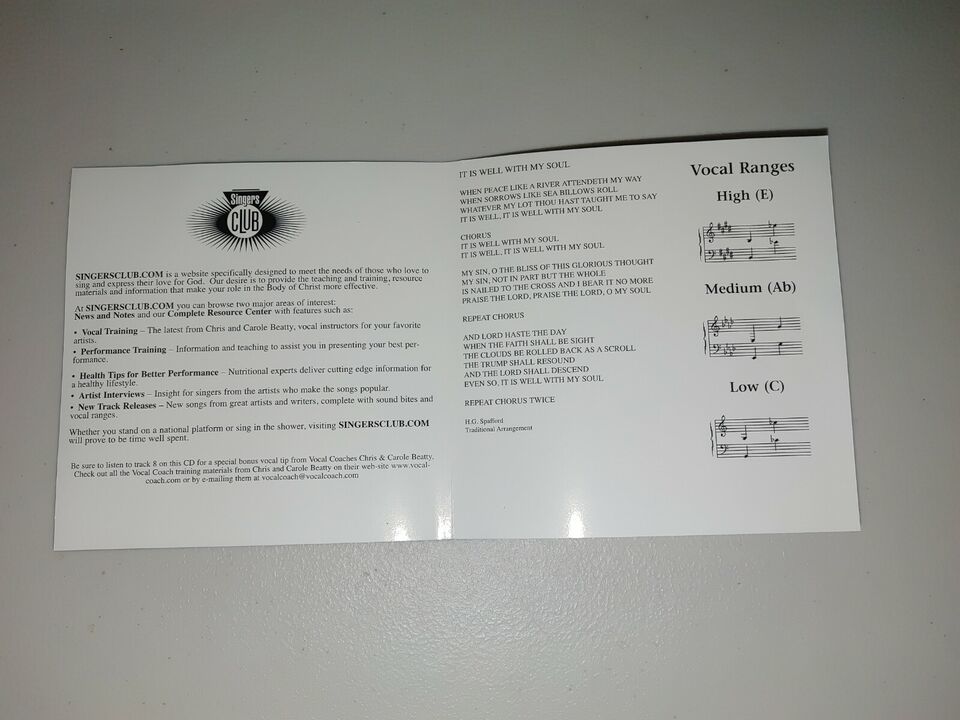 Singers
CLUB
SINGERSCLUB.COM is a website specifically designed to meet the needs of those who love to
sing and express their love for God. Our desire is to provide the teaching and training, resource
materials and information that make your role in the Body of Christ more effective.
At SINGERSCLUB.COM you can browse two major areas of interest:
News and Notes and our Complete Resource Center with features such as:
• Vocal Training – The latest from Chris and Carole Beatty, vocal instructors for your favorite
artists.
• Performance Training – Information and teaching to assist you in presenting your best per-
formance.
• Health Tips for Better Performance – Nutritional experts deliver cutting edge information for
a healthy lifestyle.
• Artist Interviews – Insight for singers from the artists who make the songs popular.
• New Track Releases – New songs from great artists and writers, complete with sound bites and
vocal ranges.
Whether you stand on a national platform or sing in the shower, visiting SINGERSCLUB.COM
will prove to be time well spent.
Be sure to listen to track 8 on this CD for a special bonus vocal tip from Vocal Coaches Chris & Carole Beatty.
Check out all the Vocal Coach training materials from Chris and Carole Beatty on their web-site www.vocal-
coach.com or by e-mailing them at vocalcoach@vocalcoach.com
IT IS WELL WITH MY SOUL
WHEN PEACE LIKE A RIVER ATTENDETH MY WAY
WHEN SORROWS LIKE SEA BILLOWS ROLL
WHATEVER MY LOT THOU HAST TAUGHT ME TO SAY
IT IS WELL, IT IS WELL WITH MY SOUL
CHORUS
IT IS WELL WITH MY SOUL
IT IS WELL, IT IS WELL WITH MY SOUL
MY SIN, O THE BLISS OF THIS GLORIOUS THOUGHT
MY SIN, NOT IN PART BUT THE WHOLE
IS NAILED TO THE CROSS AND I BEAR IT NO MORE
PRAISE THE LORD, PRAISE THE LORD, O MY SOUL
REPEAT CHORUS
AND LORD HASTE THE DAY
WHEN THE FAITH SHALL BE SIGHT
THE CLOUDS BE ROLLED BACK AS A SCROLL
THE TRUMP SHALL RESOUND
AND THE LORD SHALL DESCEND
EVEN SO, IT IS WELL WITH MY SOUL
REPEAT CHORUS TWICE
H.G. Spafford
Traditional Arrangement
Vocal Ranges
High (E)
Medium (Ab)
Low (C)